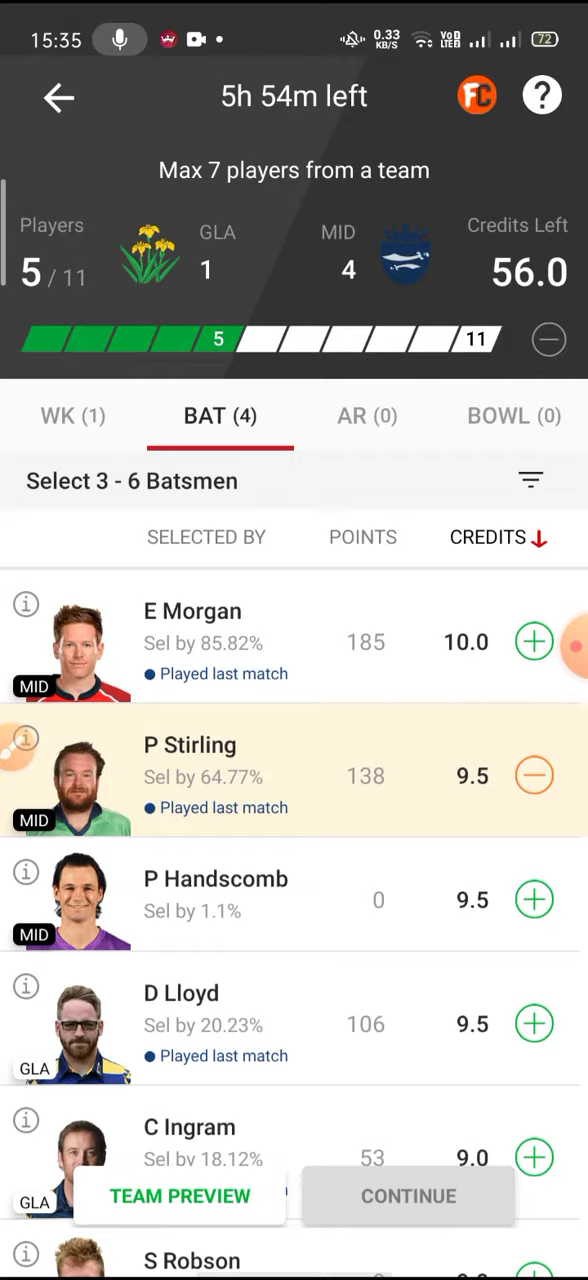 15:35 0.33 KB/S VoD LTE 72
5h 54m left FC ?
Max 7 players from a team
Players GLA MID Credits Left
5 / 11 1 4 56.0
5 11
WK (1) BAT (4) AR (0) BOWL (0)
Select 3 - 6 Batsmen
SELECTED BY POINTS CREDITS
E Morgan
Sel by 85.82% 185 10.0
Played last match
MID
P Stirling
Sel by 64.77% 138 9.5
Played last match
MID
P Handscomb
Sel by 1.1% 0 9.5
MID
D Lloyd
Sel by 20.23% 106 9.5
Played last match
GLA
C Ingram
Sel by 18.12% 53 9.0
GLA
TEAM PREVIEW CONTINUE
S Robson